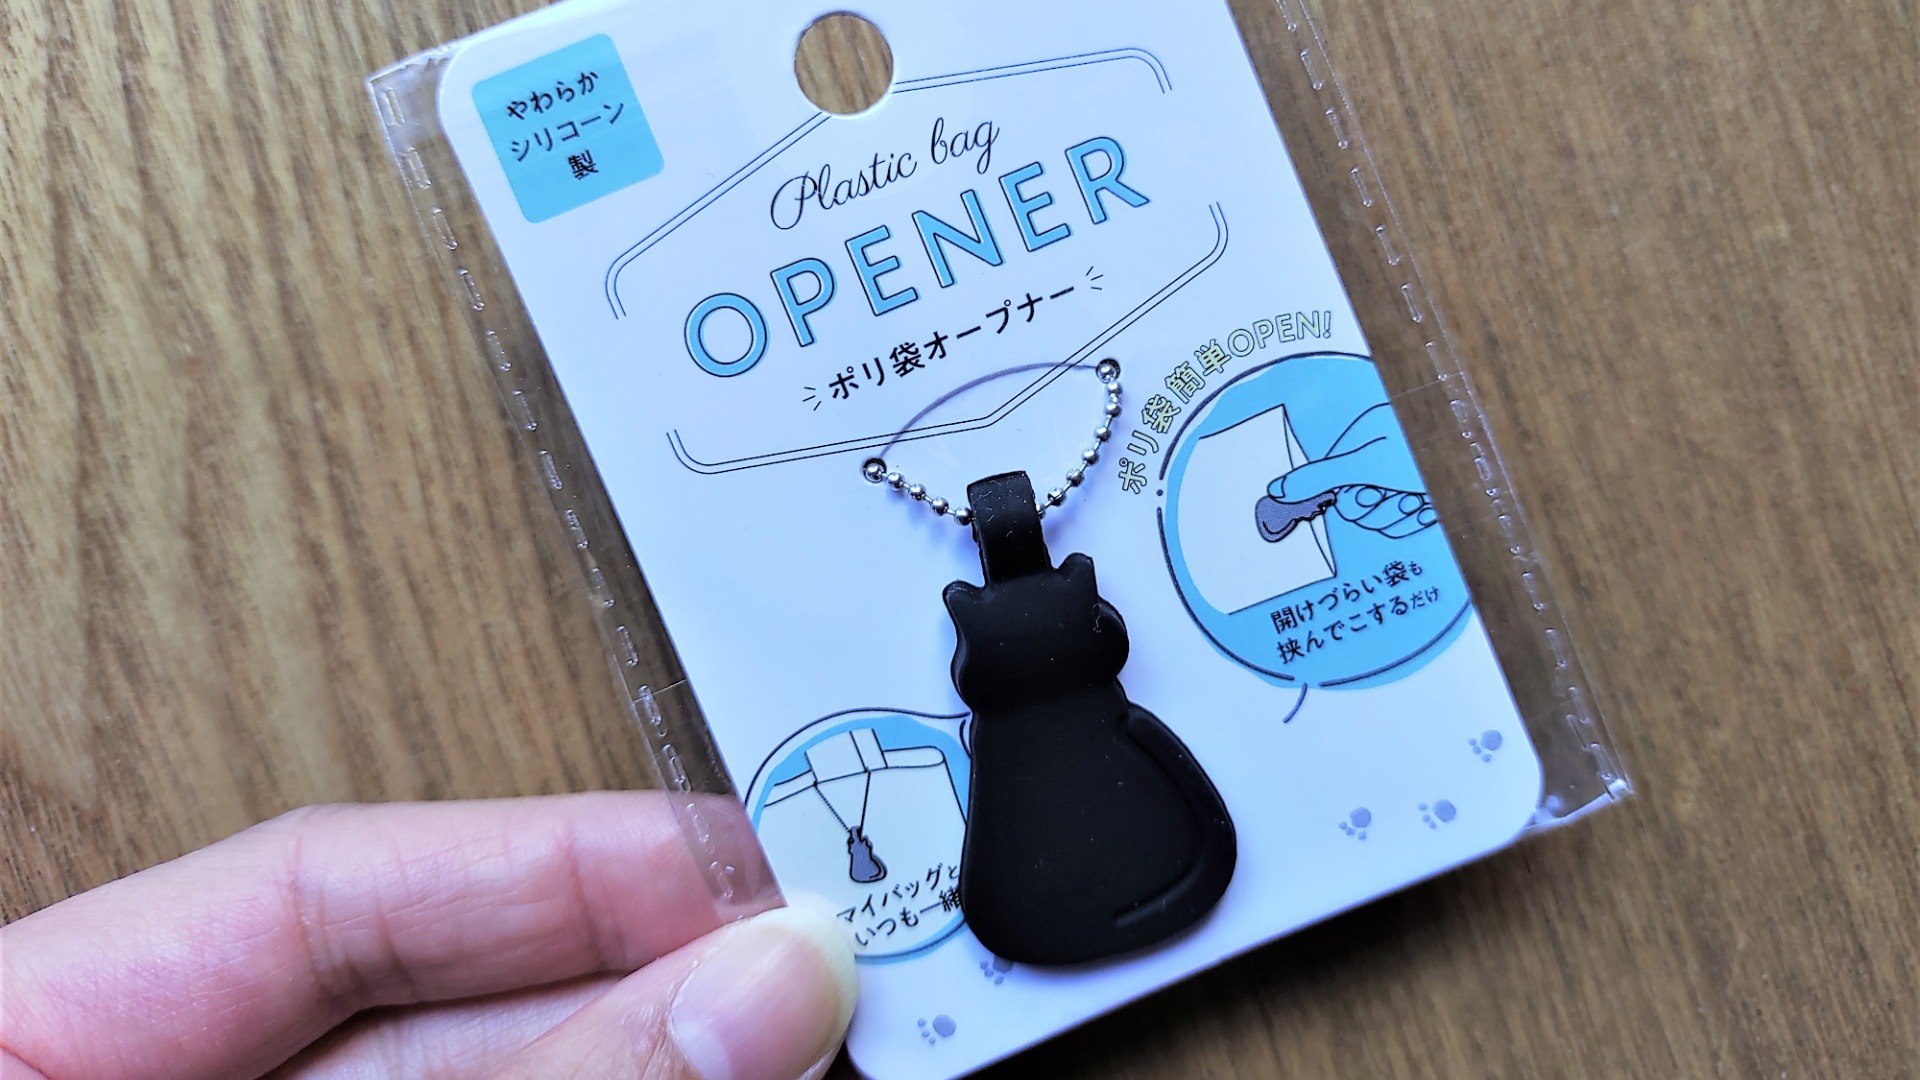 やわらか
シリコーン
製
Plastic bag
OPENER
ポリ袋オープナー
ポリ袋簡単OPEN!
開けづらい袋も
挟んでこするだけ
マイバッグと
いつも一緒